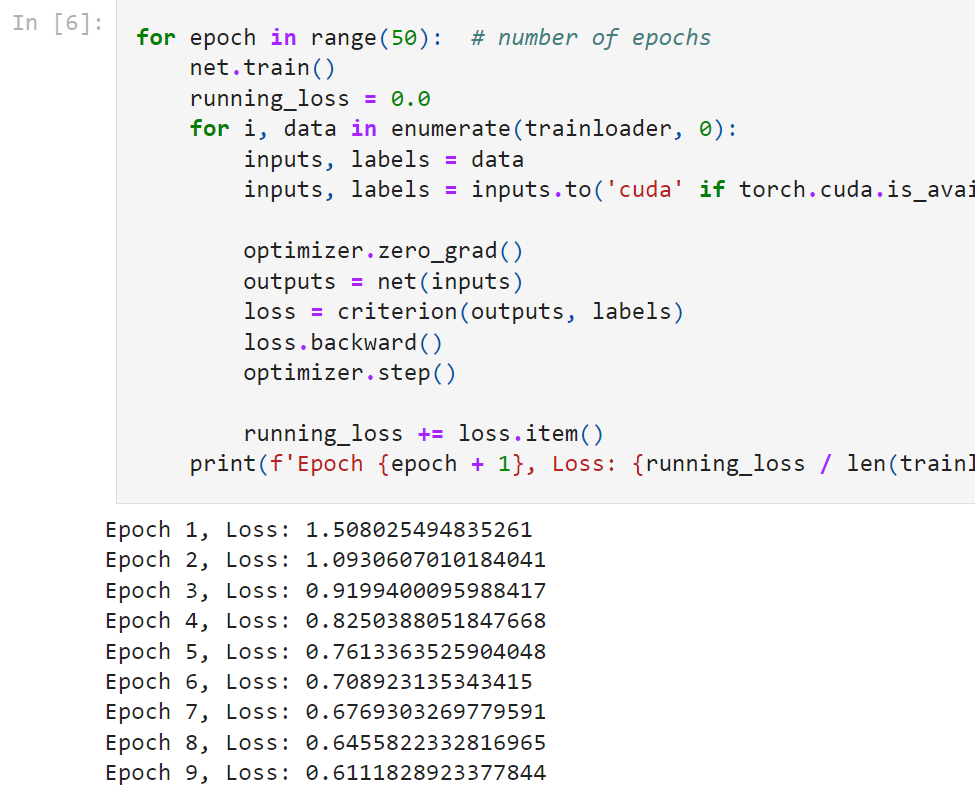 In [6]:
for epoch in range(50):  # number of epochs
    net.train()
    running_loss = 0.0
    for i, data in enumerate(trainloader, 0):
        inputs, labels = data
        inputs, labels = inputs.to('cuda' if torch.cuda.is_avai
        optimizer.zero_grad()
        outputs = net(inputs)
        loss = criterion(outputs, labels)
        loss.backward()
        optimizer.step()
        running_loss += loss.item()
    print(f'Epoch {epoch + 1}, Loss: {running_loss / len(trainl
Epoch 1, Loss: 1.508025494835261
Epoch 2, Loss: 1.0930607010184041
Epoch 3, Loss: 0.9199400095988417
Epoch 4, Loss: 0.8250388051847668
Epoch 5, Loss: 0.7613363525904048
Epoch 6, Loss: 0.708923135343415
Epoch 7, Loss: 0.6769303269779591
Epoch 8, Loss: 0.6455822332816965
Epoch 9, Loss: 0.6111828923377844